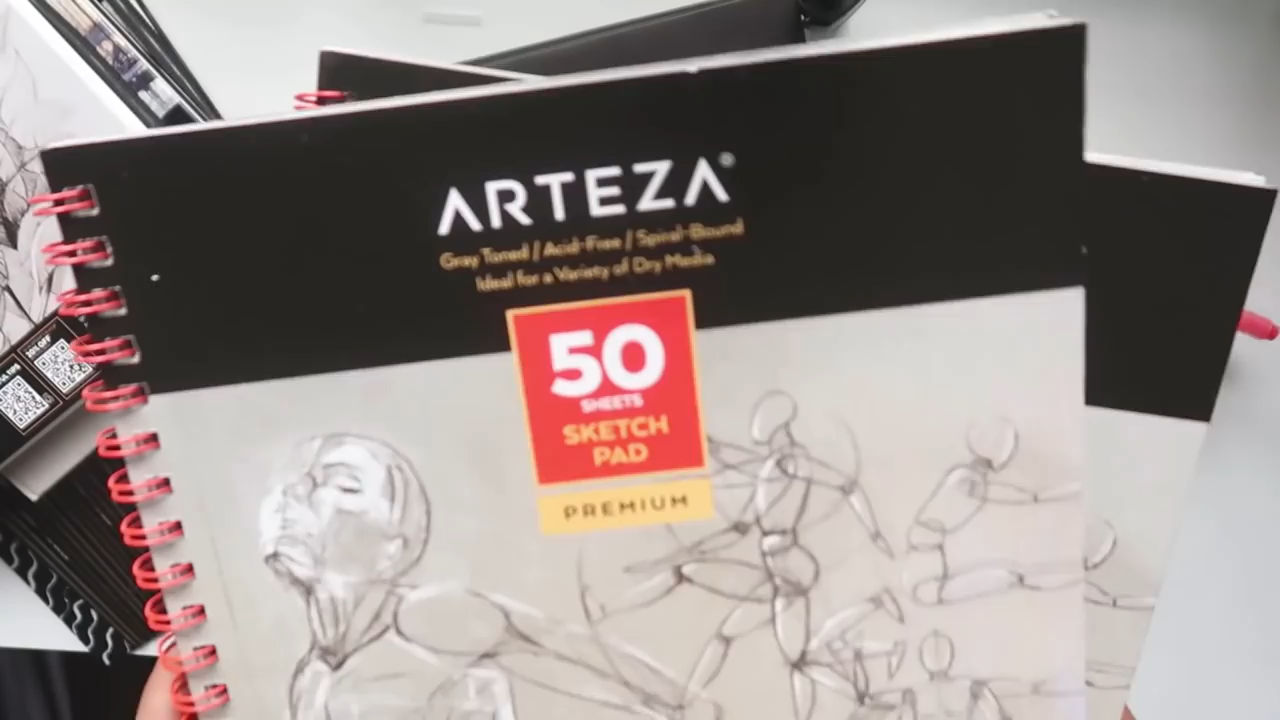 ARTEZA®
Gray Toned / Acid-Free / Spiral-Bound
Ideal for a Variety of Dry Media
50
SHEETS
SKETCH
PAD
PREMIUM